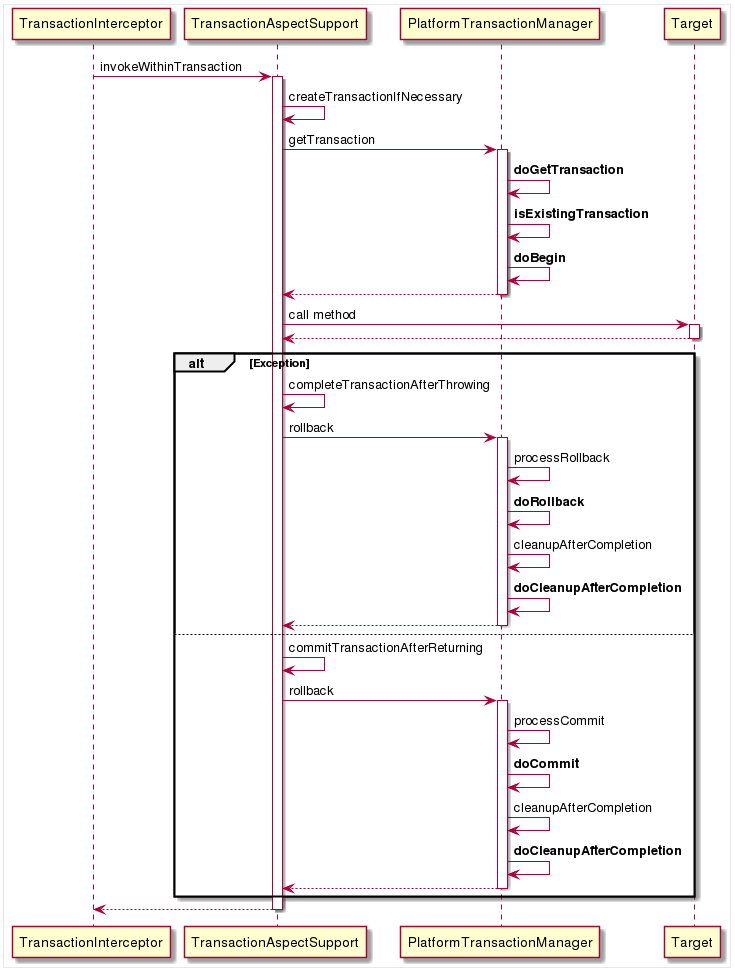 TransactionInterceptor TransactionAspectSupport PlatformTransactionManager Target
invokeWithinTransaction
createTransactionIfNecessary
getTransaction
doGetTransaction
isExistingTransaction
doBegin
call method
alt [Exception]
completeTransactionAfterThrowing
rollback
processRollback
doRollback
cleanupAfterCompletion
doCleanupAfterCompletion
commitTransactionAfterReturning
rollback
processCommit
doCommit
cleanupAfterCompletion
doCleanupAfterCompletion
TransactionInterceptor TransactionAspectSupport PlatformTransactionManager Target